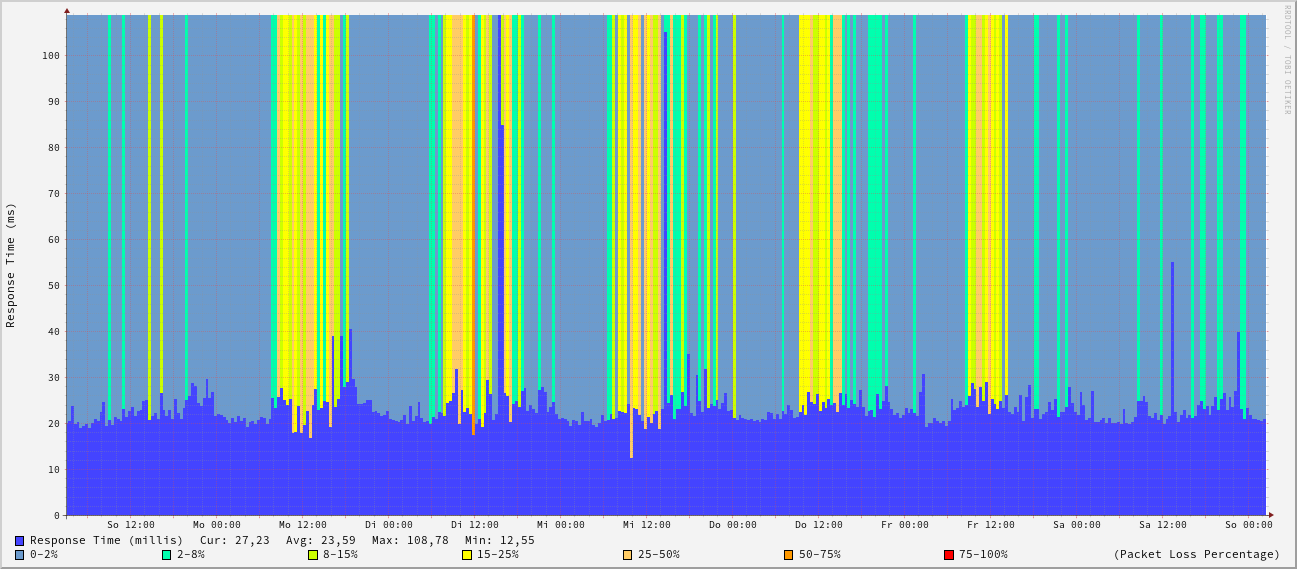 RRDTOOL / TOBI OETIKER
Response Time (ms)
100
90
80
70
60
50
40
30
20
10
0
So 12:00 Mo 00:00 Mo 12:00 Di 00:00 Di 12:00 Mi 00:00 Mi 12:00 Do 00:00 Do 12:00 Fr 00:00 Fr 12:00 Sa 00:00 Sa 12:00 So 00:00
Response Time (millis) Cur: 27,23 Avg: 23,59 Max: 108,78 Min: 12,55
0-2% 2-8% 8-15% 15-25% 25-50% 50-75% 75-100% (Packet Loss Percentage)